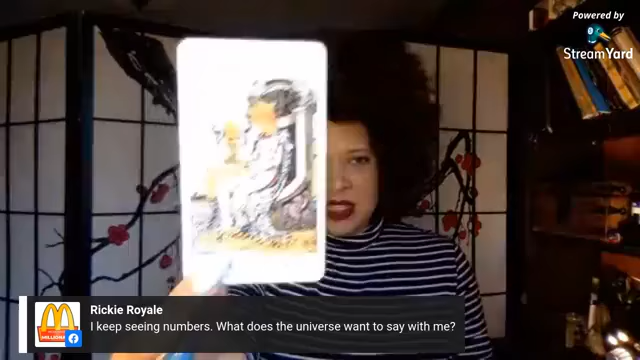 Powered by
StreamYard
Rickie Royale
I keep seeing numbers. What does the universe want to say with me?